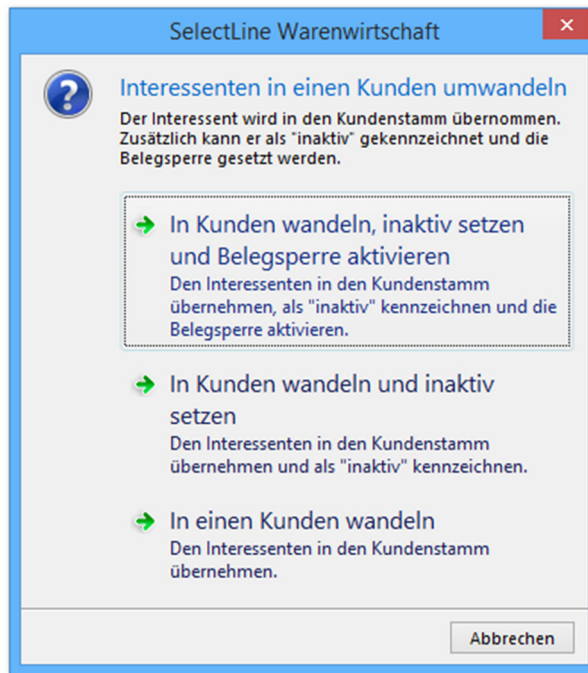 SelectLine Warenwirtschaft
Interessenten in einen Kunden umwandeln
Der Interessent wird in den Kundenstamm übernommen.
Zusätzlich kann er als "inaktiv" gekennzeichnet und die
Belegsperre gesetzt werden.
In Kunden wandeln, inaktiv setzen
und Belegsperre aktivieren
Den Interessenten in den Kundenstamm
übernehmen, als "inaktiv" kennzeichnen und die
Belegsperre aktivieren.
In Kunden wandeln und inaktiv
setzen
Den Interessenten in den Kundenstamm
übernehmen und als "inaktiv" kennzeichnen.
In einen Kunden wandeln
Den Interessenten in den Kundenstamm
übernehmen.
Abbrechen